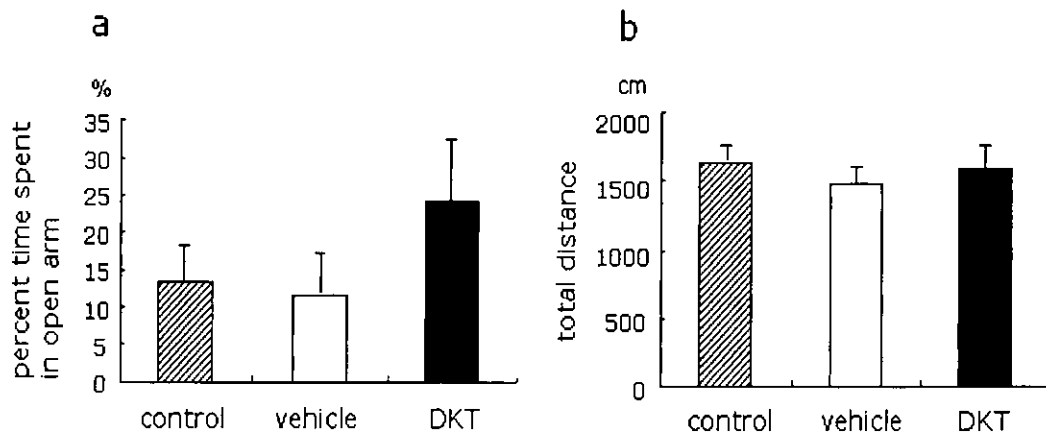 a
%
percent time spent
in open arm
35
30
25
20
15
10
5
0
control vehicle DKT
b
cm
total distance
2000
1500
1000
500
0
control vehicle DKT